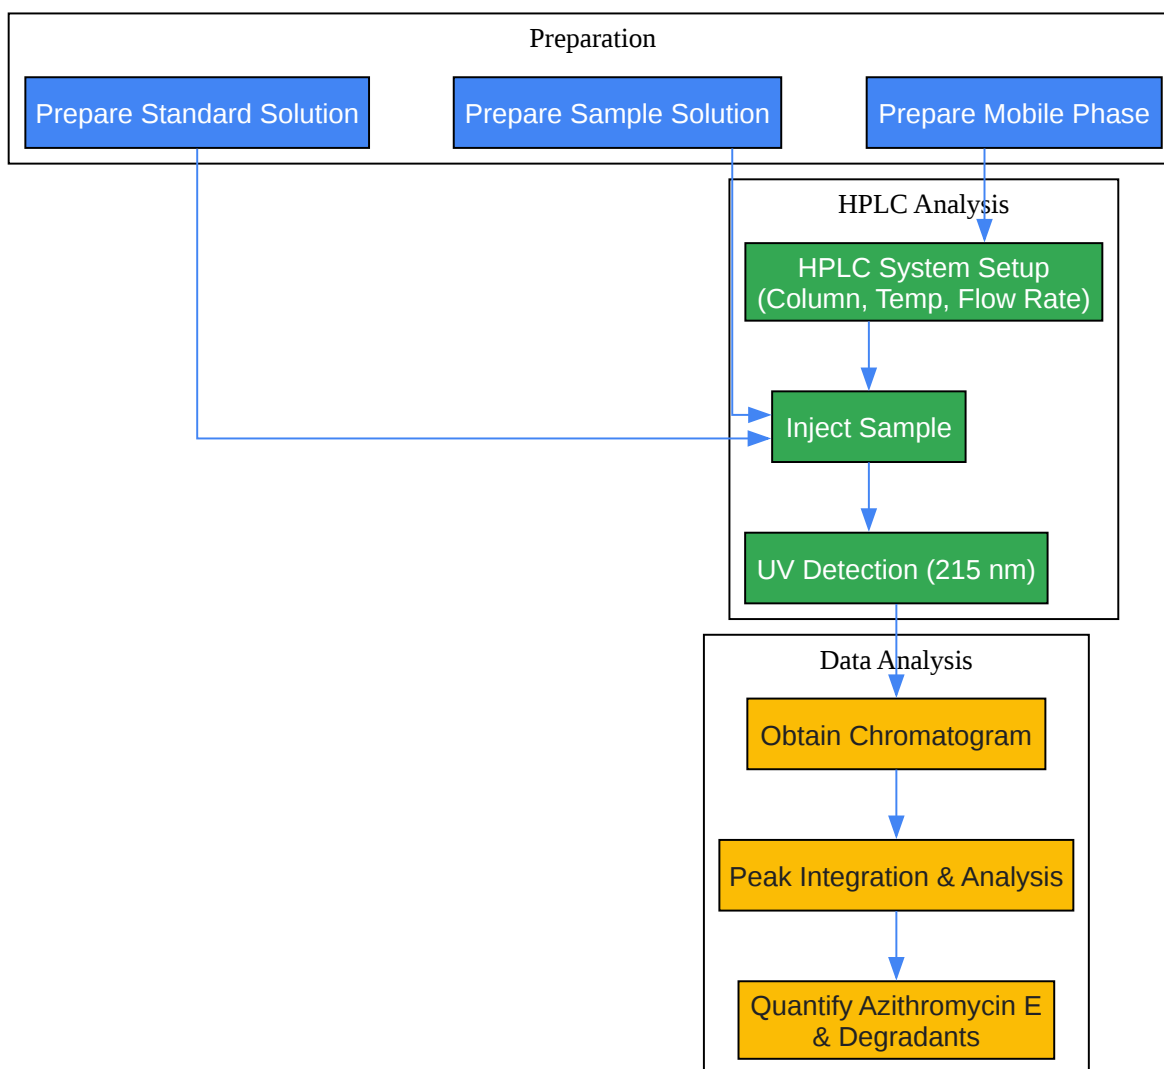 Preparation
Prepare Standard Solution
Prepare Sample Solution
Prepare Mobile Phase
HPLC Analysis
HPLC System Setup
(Column, Temp, Flow Rate)
Inject Sample
UV Detection (215 nm)
Data Analysis
Obtain Chromatogram
Peak Integration & Analysis
Quantify Azithromycin E
& Degradants